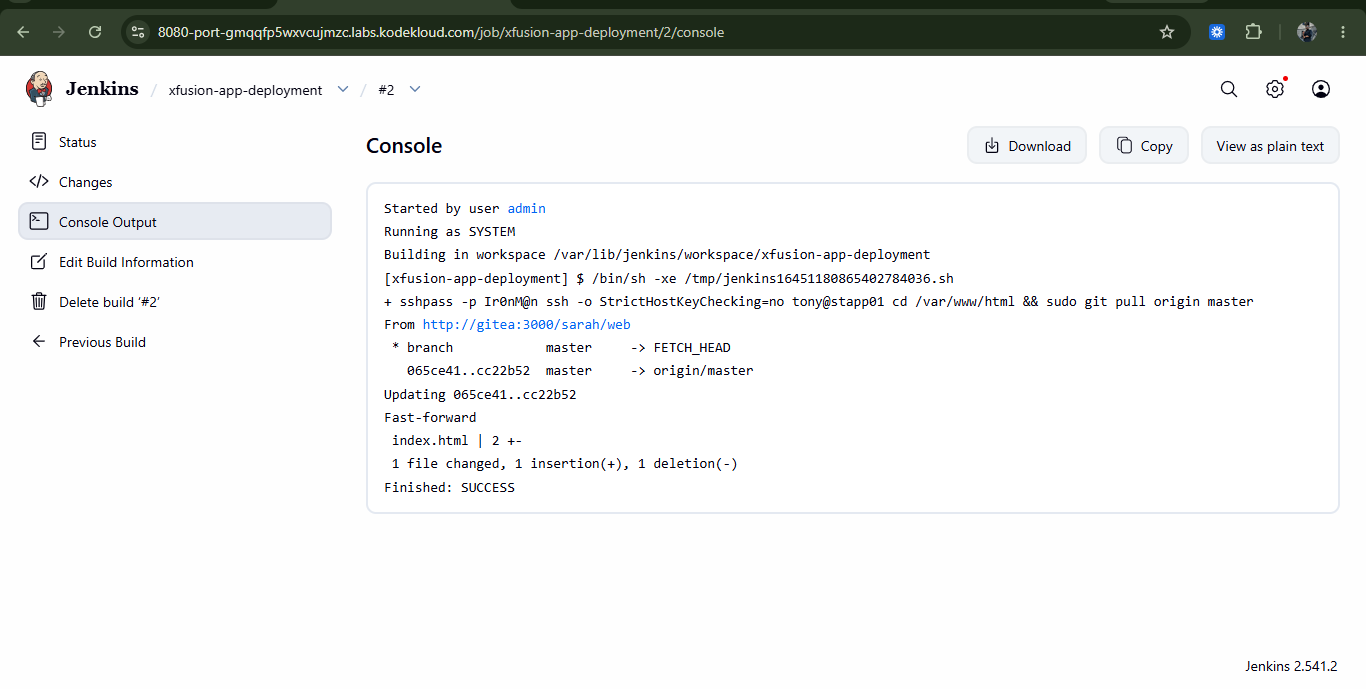 8080-port-gmqqfp5wxvcujmzc.labs.kodekloud.com/job/xfusion-app-deployment/2/console
Jenkins / xfusion-app-deployment / #2
Status
Changes
Console Output
Edit Build Information
Delete build ‘#2’
Previous Build
Console
Download
Copy
View as plain text
Started by user admin
Running as SYSTEM
Building in workspace /var/lib/jenkins/workspace/xfusion-app-deployment
[xfusion-app-deployment] $ /bin/sh -xe /tmp/jenkins16451180865402784036.sh
+ sshpass -p Ir0nM@n ssh -o StrictHostKeyChecking=no tony@stapp01 cd /var/www/html && sudo git pull origin master
From http://gitea:3000/sarah/web
 * branch            master     -> FETCH_HEAD
   065ce41..cc22b52  master     -> origin/master
Updating 065ce41..cc22b52
Fast-forward
 index.html | 2 +-
 1 file changed, 1 insertion(+), 1 deletion(-)
Finished: SUCCESS
Jenkins 2.541.2